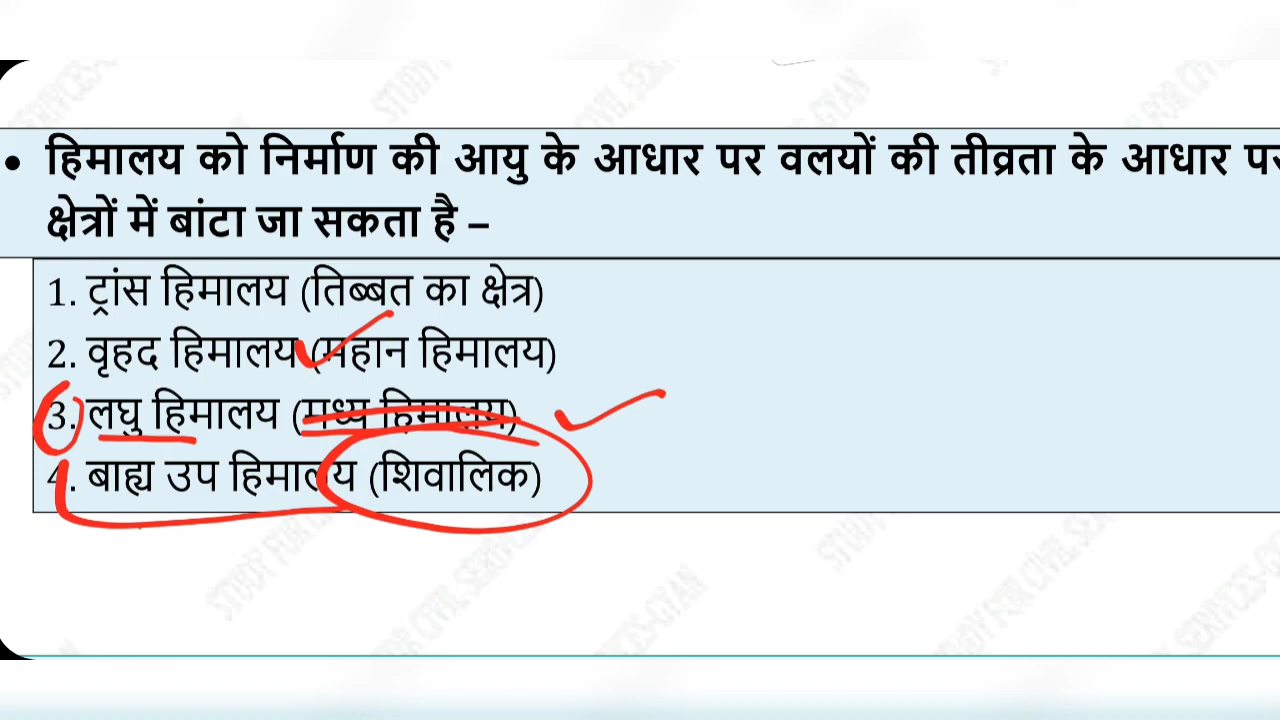 • हिमालय को निर्माण की आयु के आधार पर वलयों की तीव्रता के आधार पर
क्षेत्रों में बांटा जा सकता है –
1. ट्रांस हिमालय (तिब्बत का क्षेत्र)
2. वृहद हिमालय (महान हिमालय)
3. लघु हिमालय (मध्य हिमालय)
4. बाह्य उप हिमालय (शिवालिक)